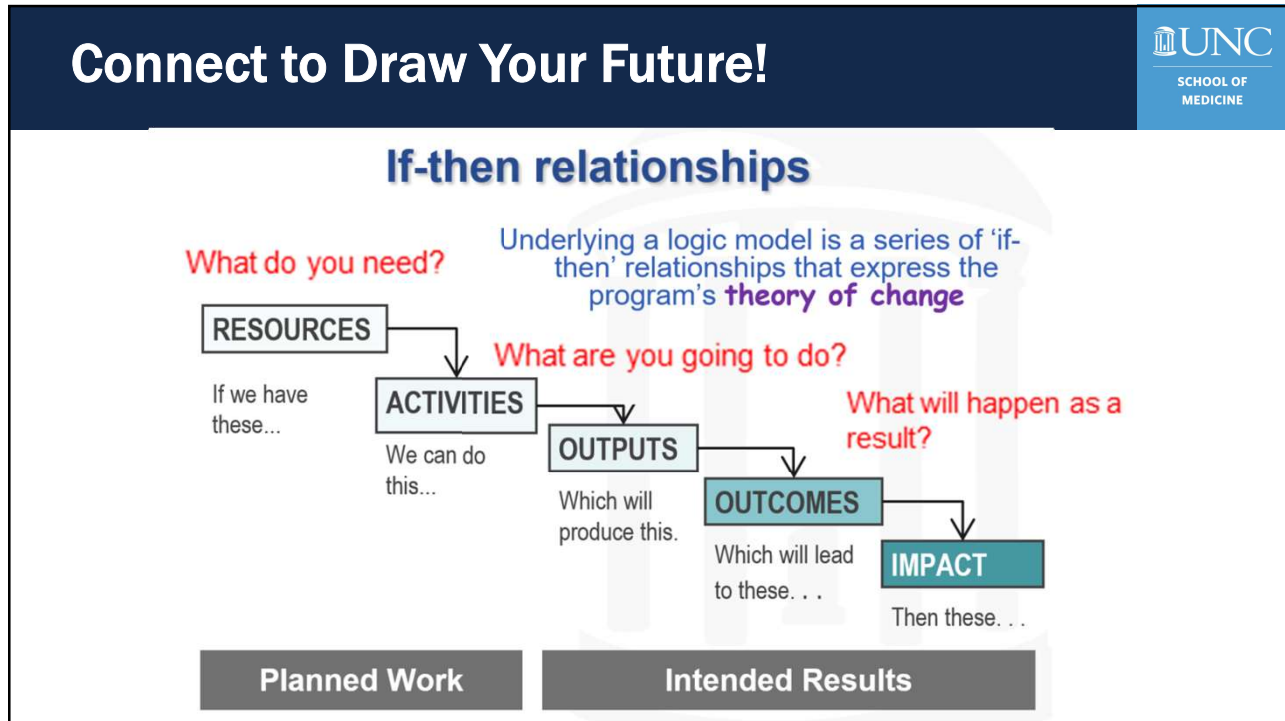 Connect to Draw Your Future!
UNC
SCHOOL OF
MEDICINE
If-then relationships
What do you need?
Underlying a logic model is a series of ‘if-
then’ relationships that express the
program’s theory of change
RESOURCES
If we have
these...
What are you going to do?
ACTIVITIES
We can do
this...
What will happen as a
result?
OUTPUTS
Which will
produce this.
OUTCOMES
Which will lead
to these. . .
IMPACT
Then these. . .
Planned Work
Intended Results